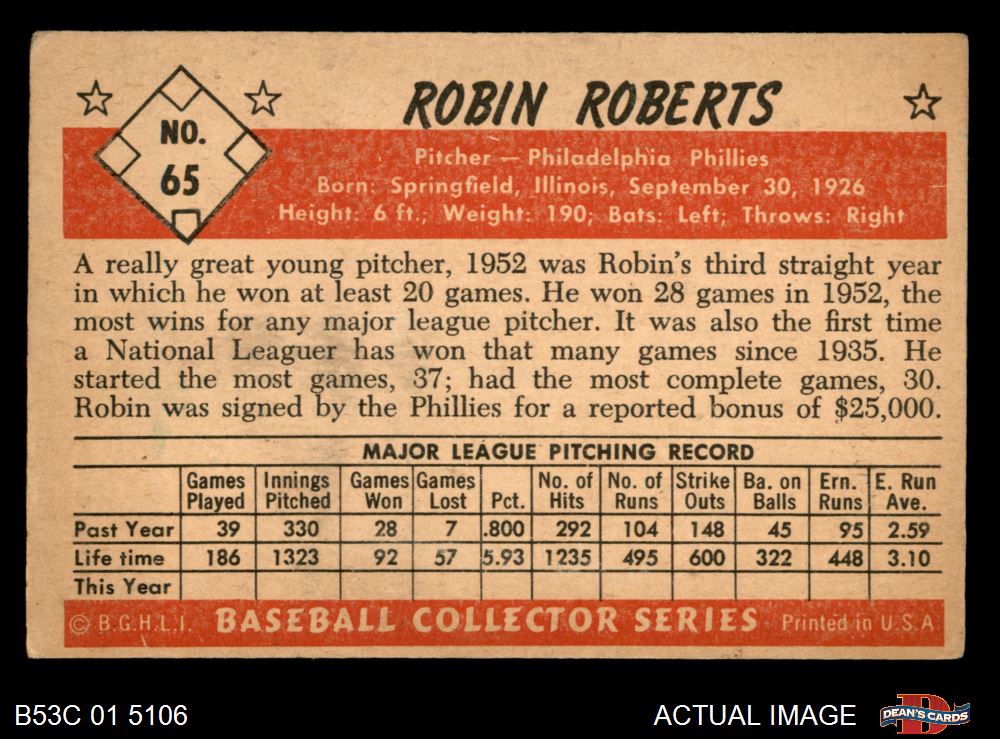 ROBIN ROBERTS
NO.
65
Pitcher — Philadelphia Phillies
Born: Springfield, Illinois, September 30, 1926
Height: 6 ft.; Weight: 190; Bats: Left; Throws: Right
A really great young pitcher, 1952 was Robin's third straight year
in which he won at least 20 games. He won 28 games in 1952, the
most wins for any major league pitcher. It was also the first time
a National Leaguer has won that many games since 1935. He
started the most games, 37; had the most complete games, 30.
Robin was signed by the Phillies for a reported bonus of $25,000.
MAJOR LEAGUE PITCHING RECORD
Games Innings Games Games No. of No. of Strike Ba. on Ern. E. Run
Played Pitched Won Lost Pct. Hits Runs Outs Balls Runs Ave.
Past Year 39 330 28 7 .800 292 104 148 45 95 2.59
Life time 186 1323 92 57 5.93 1235 495 600 322 448 3.10
This Year
© B.G.H.L.I. BASEBALL COLLECTOR SERIES Printed in U.S.A.
B53C 01 5106 ACTUAL IMAGE DEAN'S CARDS